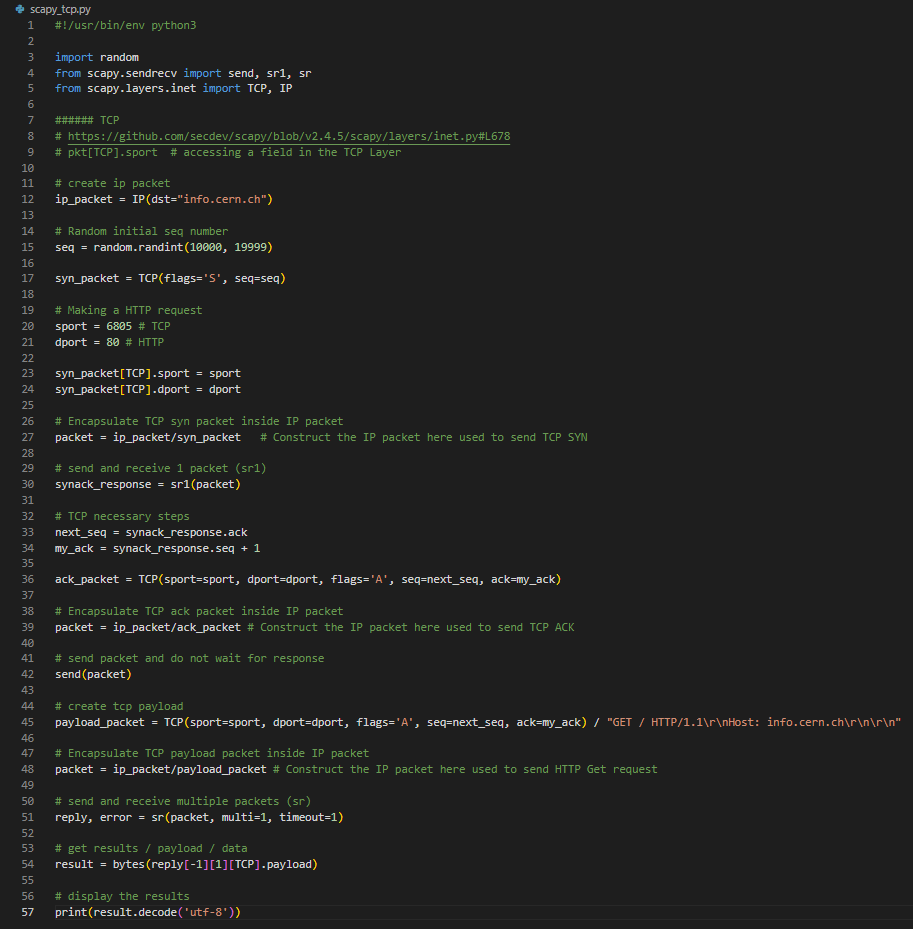 scapy_tcp.py
1 #!/usr/bin/env python3
2
3 import random
4 from scapy.sendrecv import send, sr1, sr
5 from scapy.layers.inet import TCP, IP
6
7 ###### TCP
8 # https://github.com/secdev/scapy/blob/v2.4.5/scapy/layers/inet.py#L678
9 # pkt[TCP].sport  # accessing a field in the TCP Layer
10
11 # create ip packet
12 ip_packet = IP(dst="info.cern.ch")
13
14 # Random initial seq number
15 seq = random.randint(10000, 19999)
16
17 syn_packet = TCP(flags='S', seq=seq)
18
19 # Making a HTTP request
20 sport = 6805 # TCP
21 dport = 80 # HTTP
22
23 syn_packet[TCP].sport = sport
24 syn_packet[TCP].dport = dport
25
26 # Encapsulate TCP syn packet inside IP packet
27 packet = ip_packet/syn_packet   # Construct the IP packet here used to send TCP SYN
28
29 # send and receive 1 packet (sr1)
30 synack_response = sr1(packet)
31
32 # TCP necessary steps
33 next_seq = synack_response.ack
34 my_ack = synack_response.seq + 1
35
36 ack_packet = TCP(sport=sport, dport=dport, flags='A', seq=next_seq, ack=my_ack)
37
38 # Encapsulate TCP ack packet inside IP packet
39 packet = ip_packet/ack_packet # Construct the IP packet here used to send TCP ACK
40
41 # send packet and do not wait for response
42 send(packet)
43
44 # create tcp payload
45 payload_packet = TCP(sport=sport, dport=dport, flags='A', seq=next_seq, ack=my_ack) / "GET / HTTP/1.1\r\nHost: info.cern.ch\r\n\r\n"
46
47 # Encapsulate TCP payload packet inside IP packet
48 packet = ip_packet/payload_packet # Construct the IP packet here used to send HTTP Get request
49
50 # send and receive multiple packets (sr)
51 reply, error = sr(packet, multi=1, timeout=1)
52
53 # get results / payload / data
54 result = bytes(reply[-1][1][TCP].payload)
55
56 # display the results
57 print(result.decode('utf-8'))